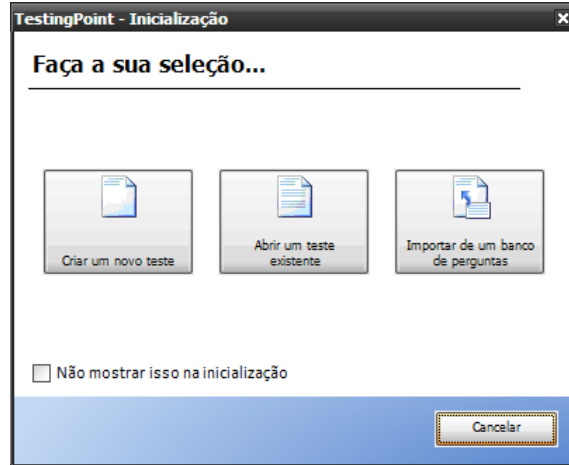 TestingPoint - Inicialização
Faça a sua seleção...
Criar um novo teste
Abrir um teste
existente
Importar de um banco
de perguntas
Não mostrar isso na inicialização
Cancelar